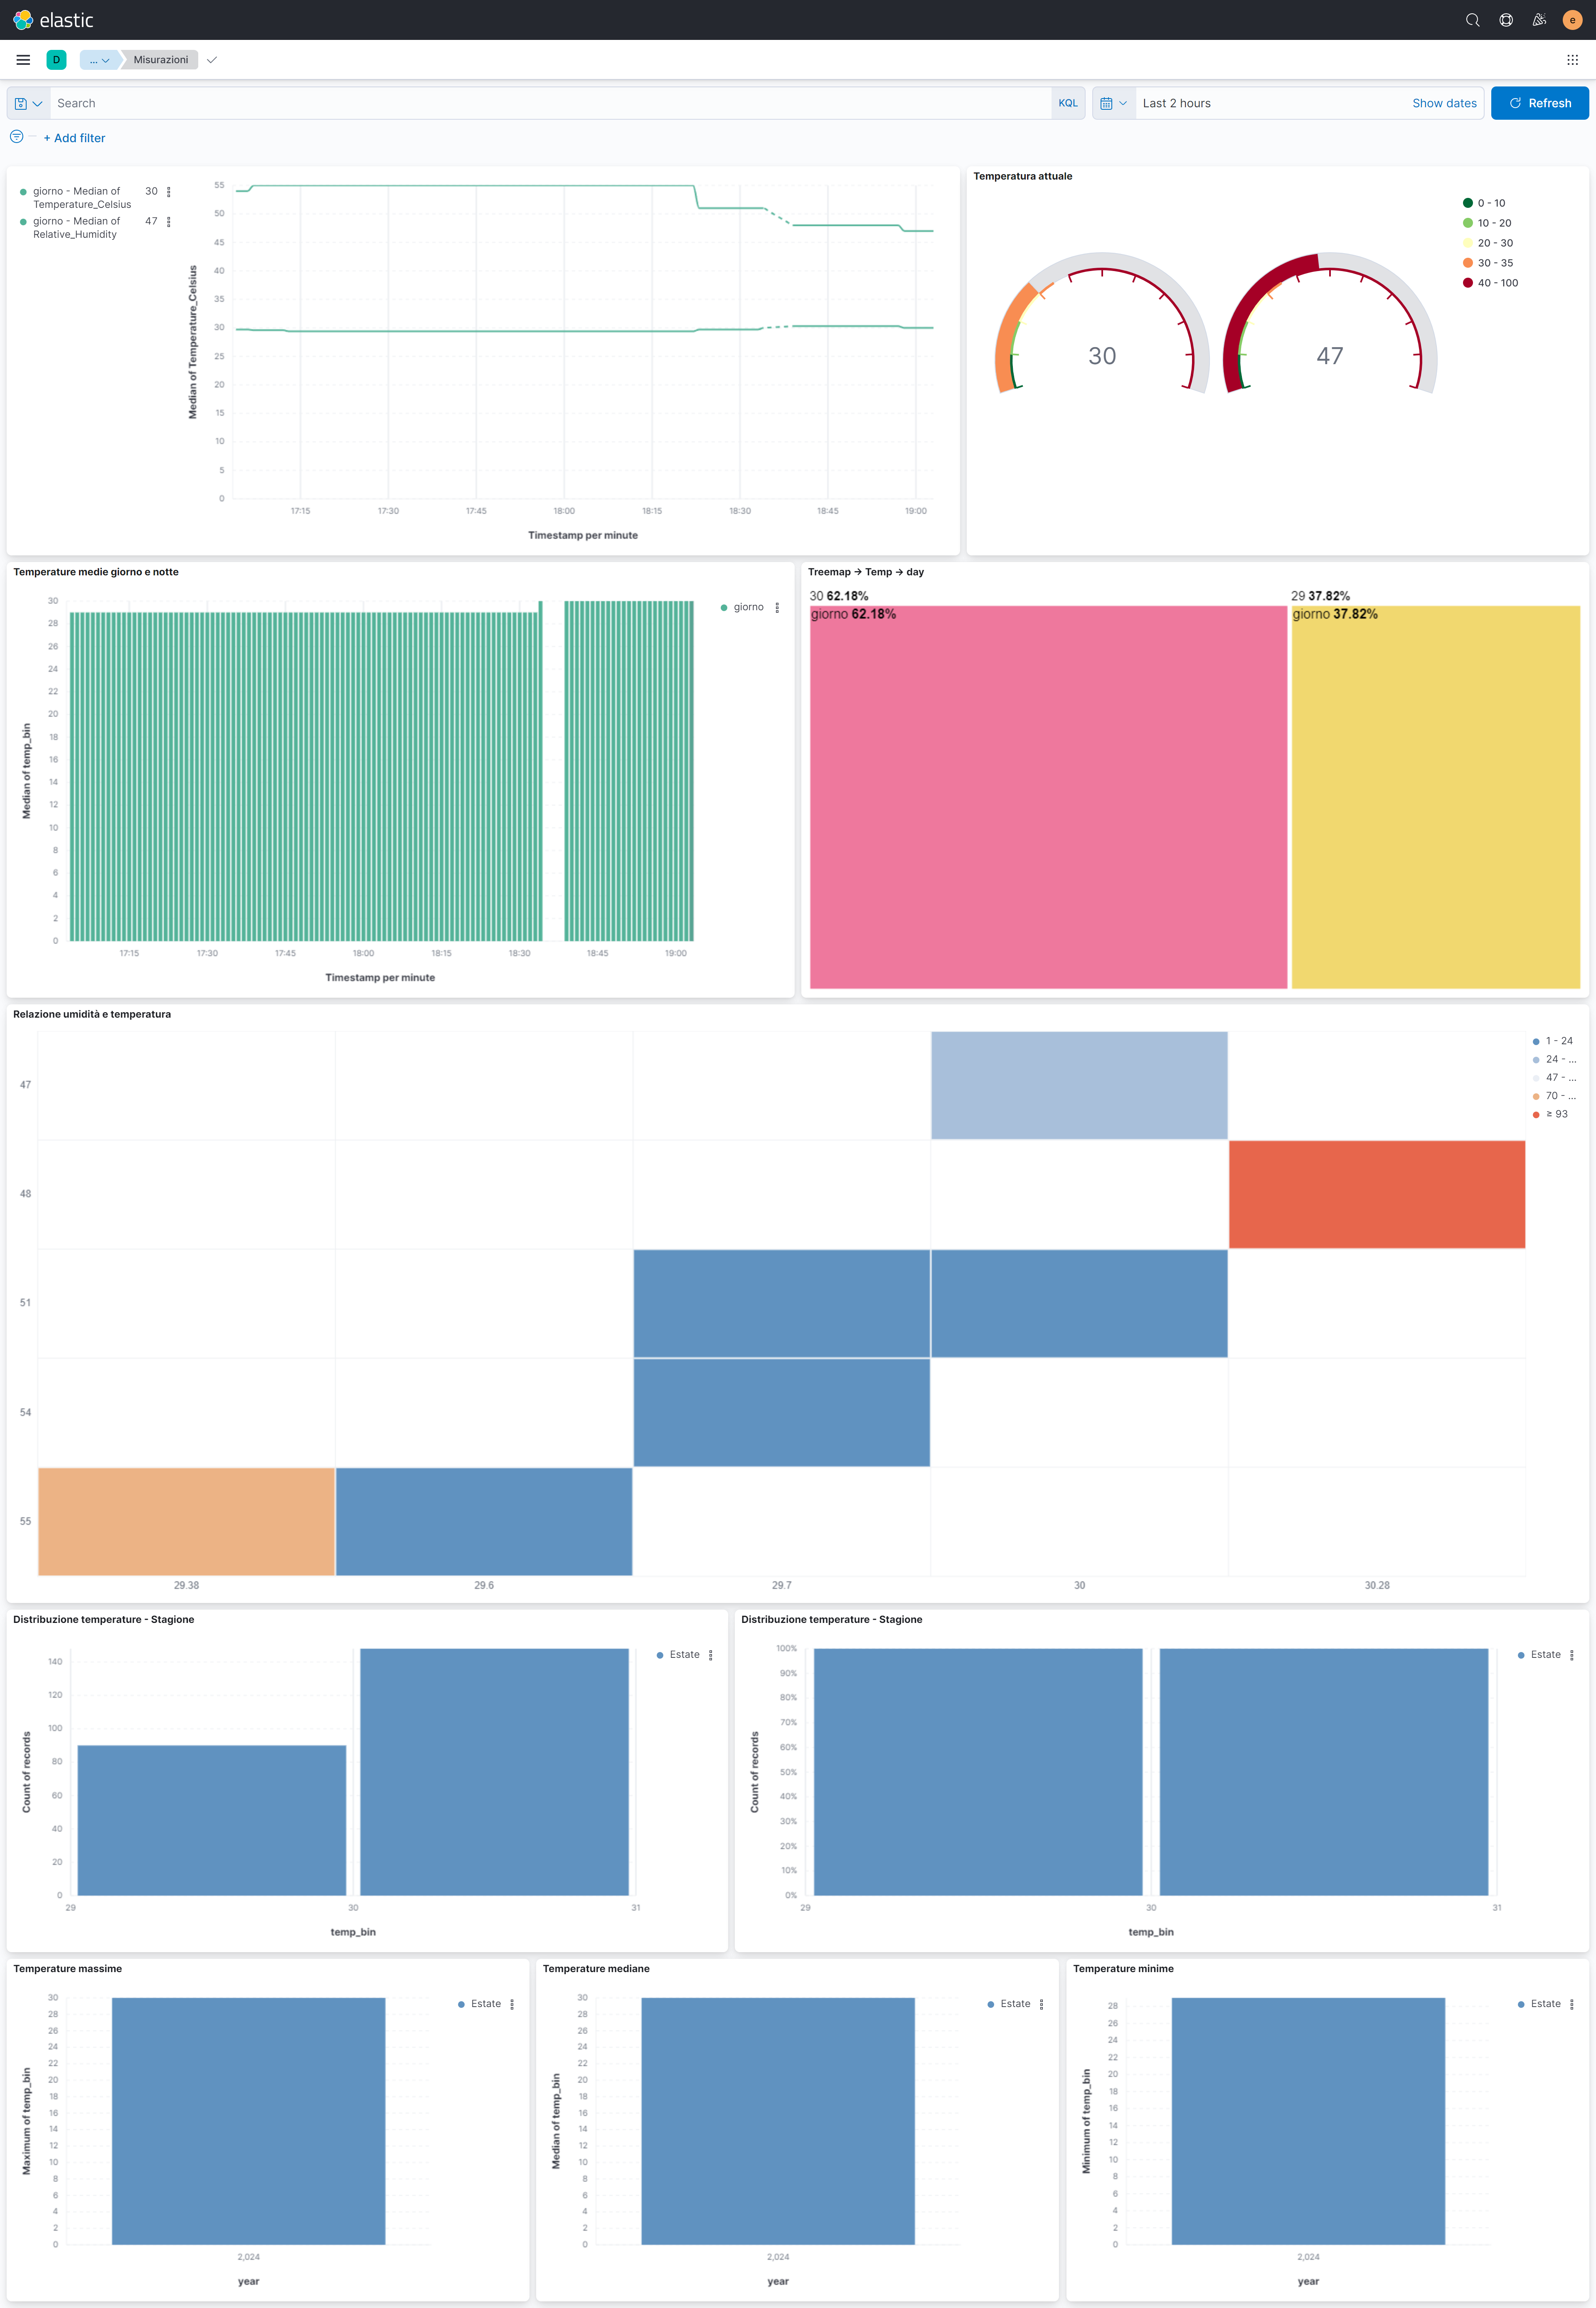 elastic
e
D
... Misurazioni
Search
KQL
Last 2 hours
Show dates
Refresh
+ Add filter
giorno - Median of Temperature_Celsius 30
giorno - Median of Relative_Humidity 47
Median of Temperature_Celsius
55
50
45
40
35
30
25
20
15
10
5
0
17:15 17:30 17:45 18:00 18:15 18:30 18:45 19:00
Timestamp per minute
Temperatura attuale
30
47
0 - 10
10 - 20
20 - 30
30 - 35
40 - 100
Temperature medie giorno e notte
Median of temp_bin
30
28
26
24
22
20
18
16
14
12
10
8
6
4
2
0
17:15 17:30 17:45 18:00 18:15 18:30 18:45 19:00
Timestamp per minute
giorno
Treemap → Temp → day
30 62.18%
giorno 62.18%
29 37.82%
giorno 37.82%
Relazione umidità e temperatura
47
48
51
54
55
29.38 29.6 29.7 30 30.28
1 - 24
24 - ...
47 - ...
70 - ...
≥ 93
Distribuzione temperature - Stagione
Count of records
140
120
100
80
60
40
20
0
29 30 31
temp_bin
Estate
Distribuzione temperature - Stagione
Count of records
100%
90%
80%
70%
60%
50%
40%
30%
20%
10%
0%
29 30 31
temp_bin
Estate
Temperature massime
Maximum of temp_bin
30
28
26
24
22
20
18
16
14
12
10
8
6
4
2
0
2,024
year
Estate
Temperature mediane
Median of temp_bin
30
28
26
24
22
20
18
16
14
12
10
8
6
4
2
0
2,024
year
Estate
Temperature minime
Minimum of temp_bin
28
26
24
22
20
18
16
14
12
10
8
6
4
2
0
2,024
year
Estate